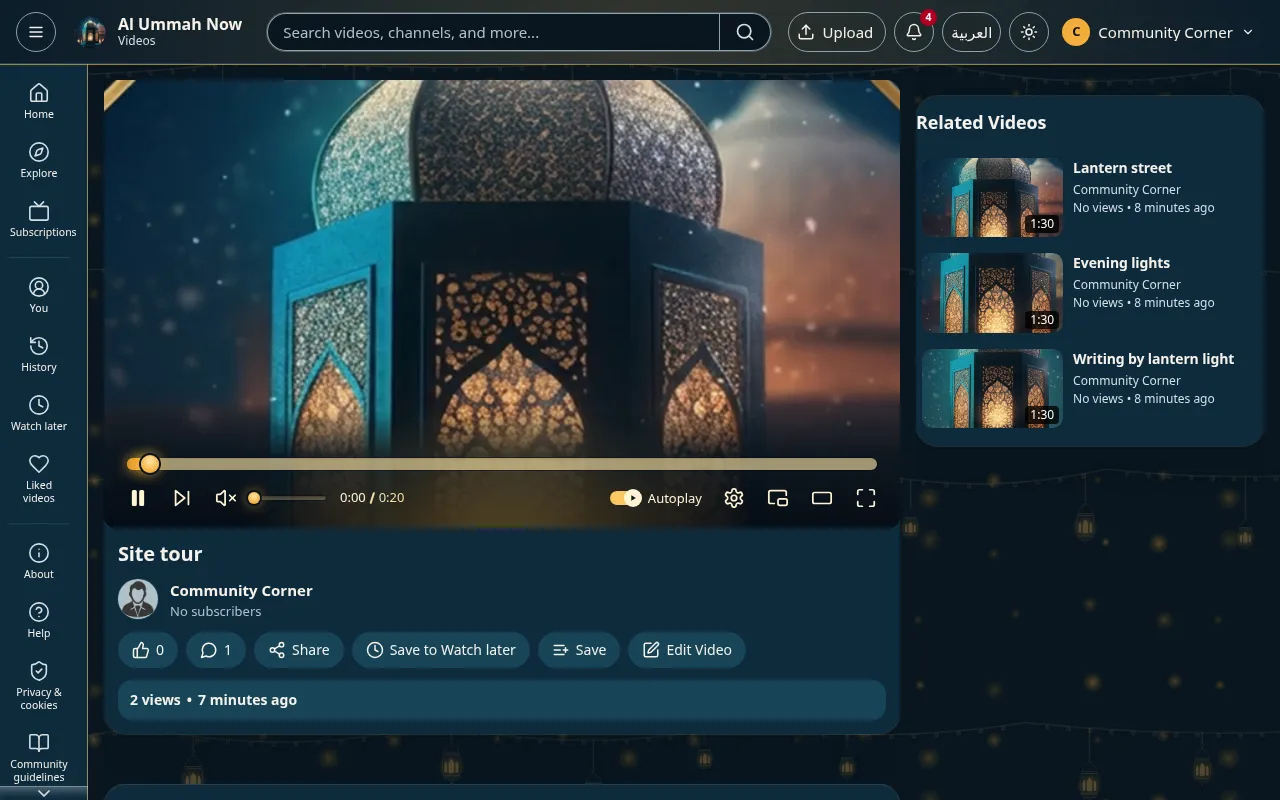 Al Ummah Now
Videos
Search videos, channels, and more...
Upload
4
العربية
C
Community Corner
Home
Explore
Subscriptions
You
History
Watch later
Liked
videos
About
Help
Privacy &
cookies
Community
guidelines
0:00 / 0:20
Autoplay
Site tour
Community Corner
No subscribers
0
1
Share
Save to Watch later
Save
Edit Video
2 views • 7 minutes ago
Related Videos
1:30
Lantern street
Community Corner
No views • 8 minutes ago
1:30
Evening lights
Community Corner
No views • 8 minutes ago
1:30
Writing by lantern light
Community Corner
No views • 8 minutes ago